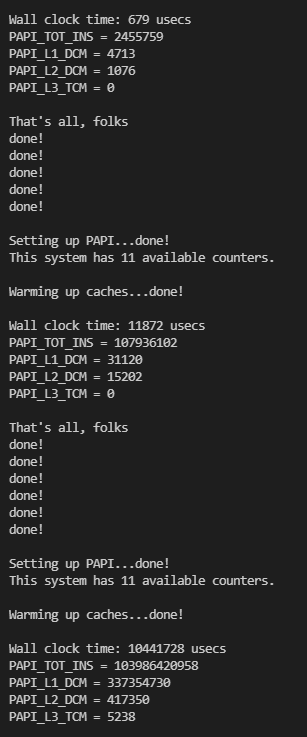 Wall clock time: 679 usecs
PAPI_TOT_INS = 2455759
PAPI_L1_DCM = 4713
PAPI_L2_DCM = 1076
PAPI_L3_TCM = 0
That's all, folks
done!
done!
done!
done!
done!
Setting up PAPI...done!
This system has 11 available counters.
Warming up caches...done!
Wall clock time: 11872 usecs
PAPI_TOT_INS = 107936102
PAPI_L1_DCM = 31120
PAPI_L2_DCM = 15202
PAPI_L3_TCM = 0
That's all, folks
done!
done!
done!
done!
done!
done!
Setting up PAPI...done!
This system has 11 available counters.
Warming up caches...done!
Wall clock time: 10441728 usecs
PAPI_TOT_INS = 103986420958
PAPI_L1_DCM = 337354730
PAPI_L2_DCM = 417350
PAPI_L3_TCM = 5238